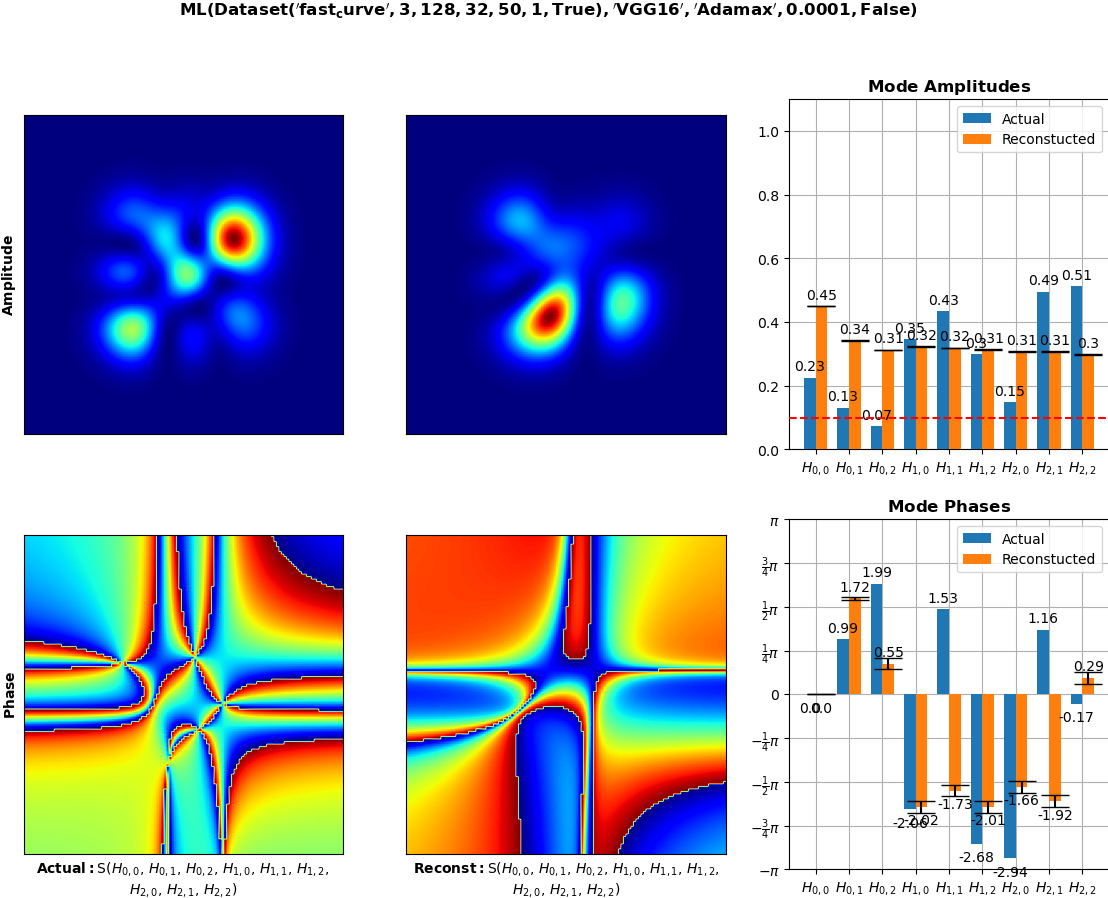 ML(Dataset('fast_curve', 3, 128, 32, 50, 1, True), 'VGG16', 'Adamax', 0.0001, False)
Amplitude
Mode Amplitudes
Actual
Reconstucted
1.0
0.8
0.6
0.4
0.2
0.0
0.23
0.45
0.13
0.34
0.07
0.31
0.35
0.32
0.43
0.32
0.3
0.31
0.15
0.31
0.49
0.31
0.51
0.3
H0,0 H0,1 H0,2 H1,0 H1,1 H1,2 H2,0 H2,1 H2,2
Phase
Actual: S(H0,0, H0,1, H0,2, H1,0, H1,1, H1,2,
H2,0, H2,1, H2,2)
Reconst: S(H0,0, H0,1, H0,2, H1,0, H1,1, H1,2,
H2,0, H2,1, H2,2)
Mode Phases
Actual
Reconstucted
π
3/4π
1/2π
1/4π
0
−1/4π
−1/2π
−3/4π
−π
0.0
0.0
0.99
1.72
1.99
0.55
-2.06
-2.02
1.53
-1.73
-2.68
-2.01
-2.94
-1.66
1.16
-1.92
-0.17
0.29
H0,0 H0,1 H0,2 H1,0 H1,1 H1,2 H2,0 H2,1 H2,2